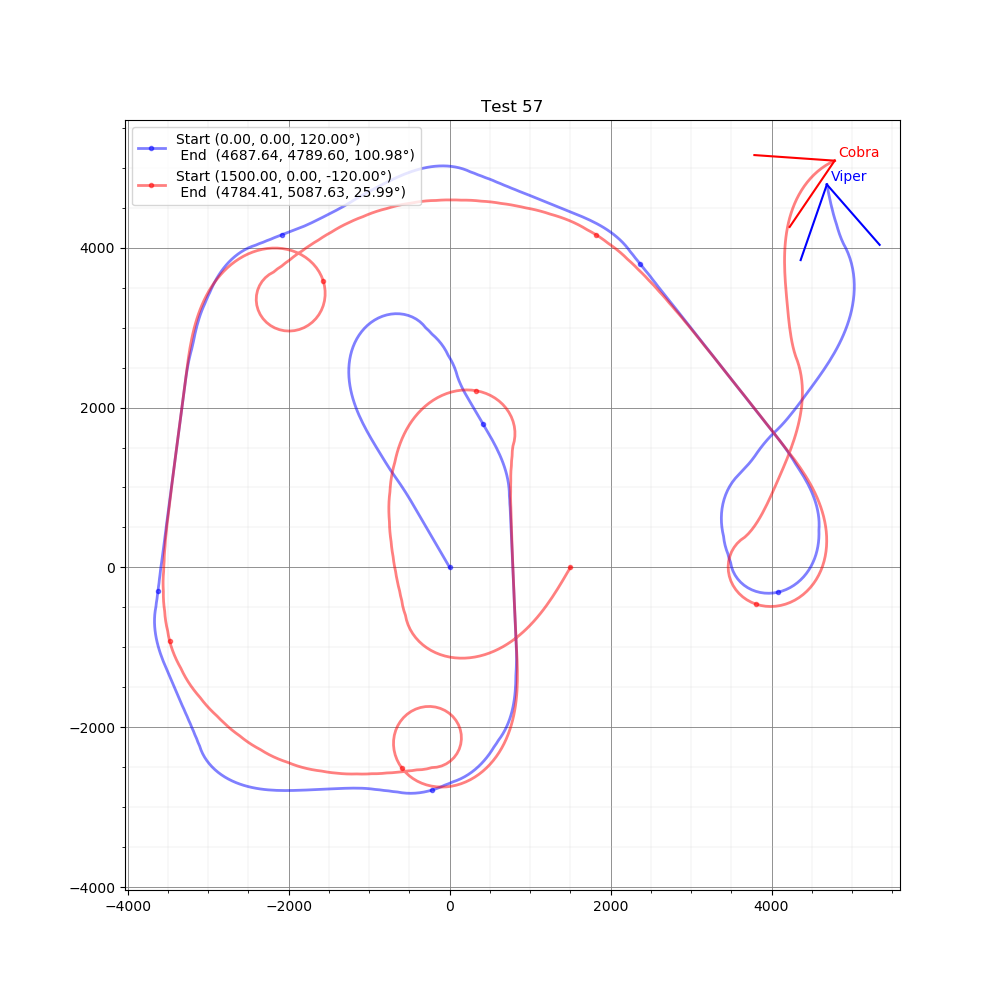 Test 57
Start (0.00, 0.00, 120.00°)
End  (4687.64, 4789.60, 100.98°)
Start (1500.00, 0.00, -120.00°)
End  (4784.41, 5087.63, 25.99°)
Cobra
Viper
4000
2000
0
−2000
−4000
−4000 −2000 0 2000 4000